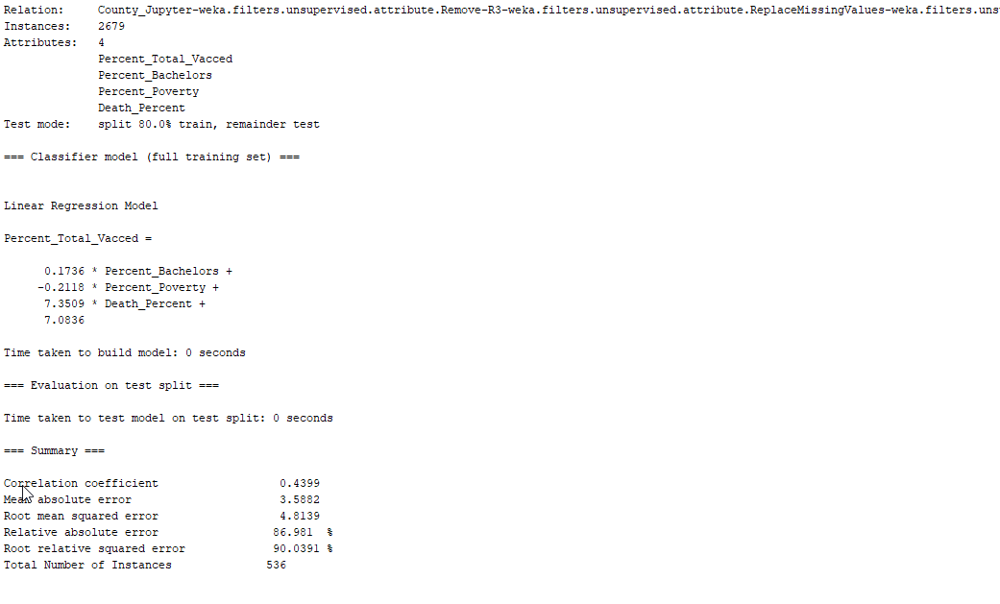 Relation: County_Jupyter-weka.filters.unsupervised.attribute.Remove-R3-weka.filters.unsupervised.attribute.ReplaceMissingValues-weka.filters.uns
Instances: 2679
Attributes: 4
Percent_Total_Vacced
Percent_Bachelors
Percent_Poverty
Death_Percent
Test mode: split 80.0% train, remainder test
=== Classifier model (full training set) ===
Linear Regression Model
Percent_Total_Vacced =
0.1736 * Percent_Bachelors +
-0.2118 * Percent_Poverty +
7.3509 * Death_Percent +
7.0836
Time taken to build model: 0 seconds
=== Evaluation on test split ===
Time taken to test model on test split: 0 seconds
=== Summary ===
Correlation coefficient 0.4399
Mean absolute error 3.5882
Root mean squared error 4.8139
Relative absolute error 86.981 %
Root relative squared error 90.0391 %
Total Number of Instances 536